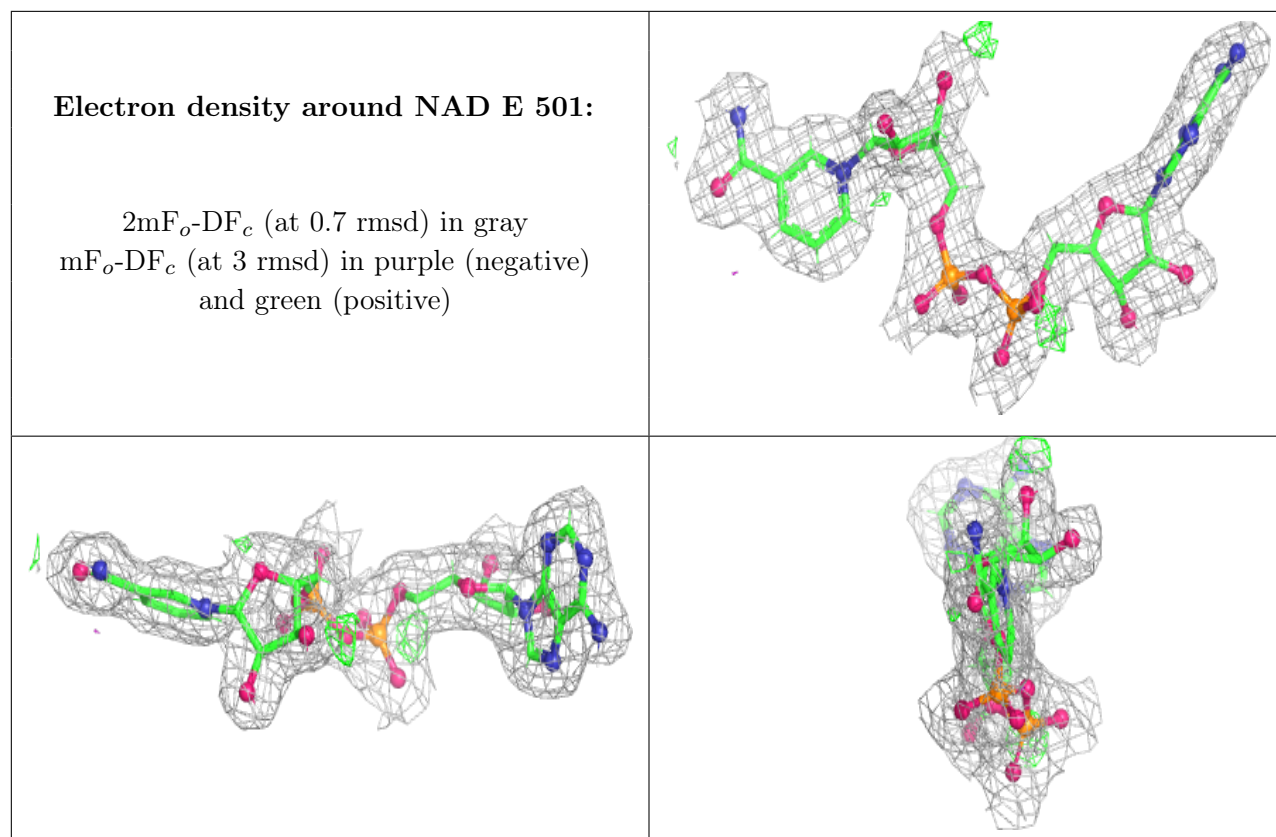 Electron density around NAD E 501:
2mFo-DFc (at 0.7 rmsd) in gray
mFo-DFc (at 3 rmsd) in purple (negative)
and green (positive)